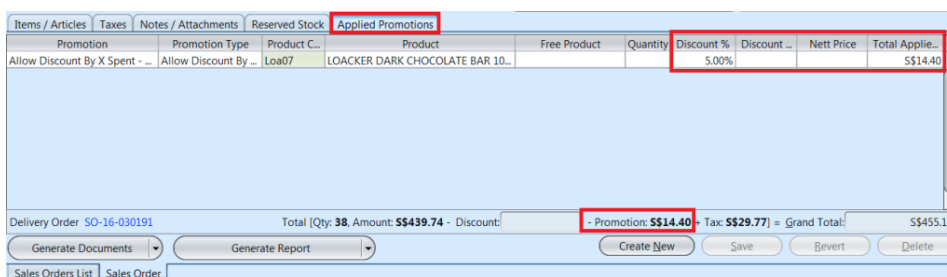 Items / Articles Taxes Notes / Attachments Reserved Stock Applied Promotions
Promotion Promotion Type Product C... Product Free Product Quantity Discount % Discount ... Nett Price Total Applie...
Allow Discount By X Spent - ... Allow Discount By ... Loa07 LOACKER DARK CHOCOLATE BAR 10... 5.00% S$14.40
Delivery Order SO-16-030191 Total [Qty: 38, Amount: S$439.74 - Discount: - Promotion: S$14.40 + Tax: S$29.77] = Grand Total: S$455.1
Generate Documents Generate Report Create New Save Revert Delete
Sales Orders List Sales Order